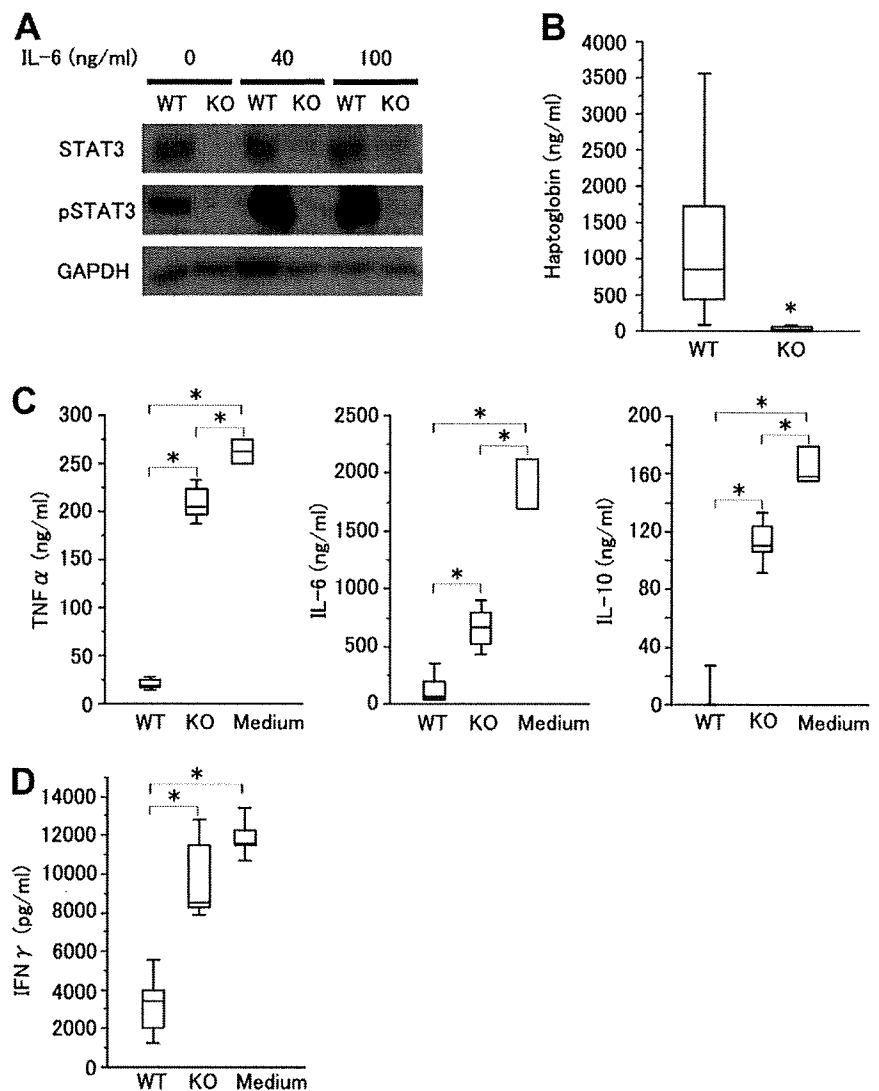 A
IL-6 (ng/ml) 0 40 100
WT KO WT KO WT KO
STAT3
pSTAT3
GAPDH
B
Haptoglobin (ng/ml)
4000
3500
3000
2500
2000
1500
1000
500
0
*
WT KO
C
TNF α (ng/ml)
300
250
200
150
100
50
0
*
*
*
WT KO Medium
IL-6 (ng/ml)
2500
2000
1500
1000
500
0
*
*
*
WT KO Medium
IL-10 (ng/ml)
200
160
120
80
40
0
*
*
*
WT KO Medium
D
IFN γ (pg/ml)
14000
12000
10000
8000
6000
4000
2000
0
*
*
WT KO Medium